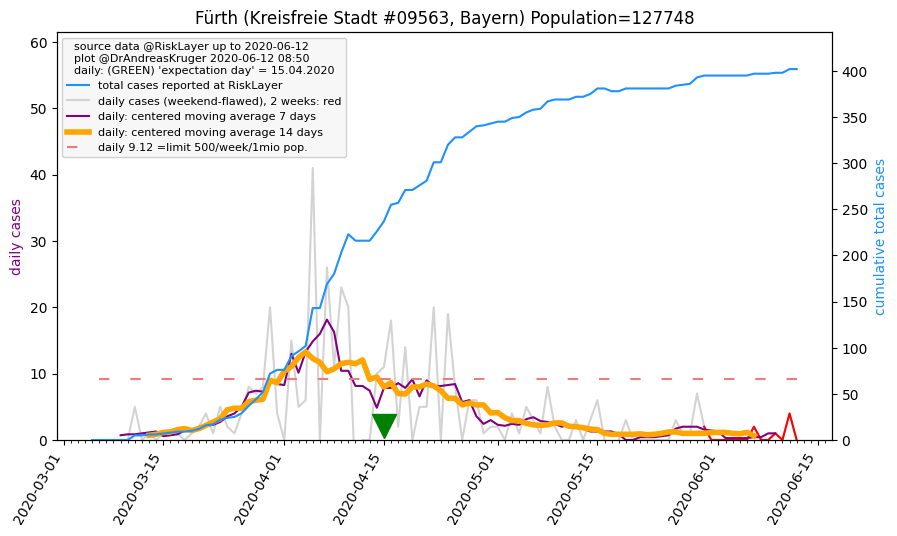 Fürth (Kreisfreie Stadt #09563, Bayern) Population=127748
source data @RiskLayer up to 2020-06-12
plot @DrAndreasKruger 2020-06-12 08:50
daily: (GREEN) 'expectation day' = 15.04.2020
total cases reported at RiskLayer
daily cases (weekend-flawed), 2 weeks: red
daily: centered moving average 7 days
daily: centered moving average 14 days
daily 9.12 =limit 500/week/1mio pop.
daily cases
60
50
40
30
20
10
0
cumulative total cases
400
350
300
250
200
150
100
50
0
2020-03-01
2020-03-15
2020-04-01
2020-04-15
2020-05-01
2020-05-15
2020-06-01
2020-06-15